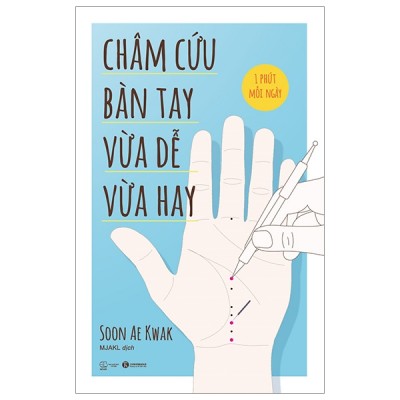 CHÂM CỨU
BÀN TAY
VỪA DỄ
VỪA HAY
1 PHÚT
MỖI NGÀY
SOON AE KWAK
MJAKL dịch